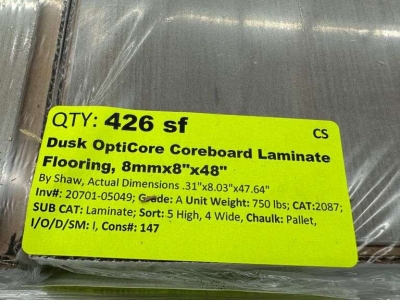 QTY: 426 sf
CS
Dusk OptiCore Coreboard Laminate
Flooring, 8mmx8"x48"
By Shaw, Actual Dimensions .31"x8.03"x47.64"
Inv#: 20701-05049; Grade: A Unit Weight: 750 lbs; CAT:2087;
SUB CAT: Laminate; Sort: 5 High, 4 Wide, Chaulk: Pallet,
I/O/D/SM: I, Cons#: 147